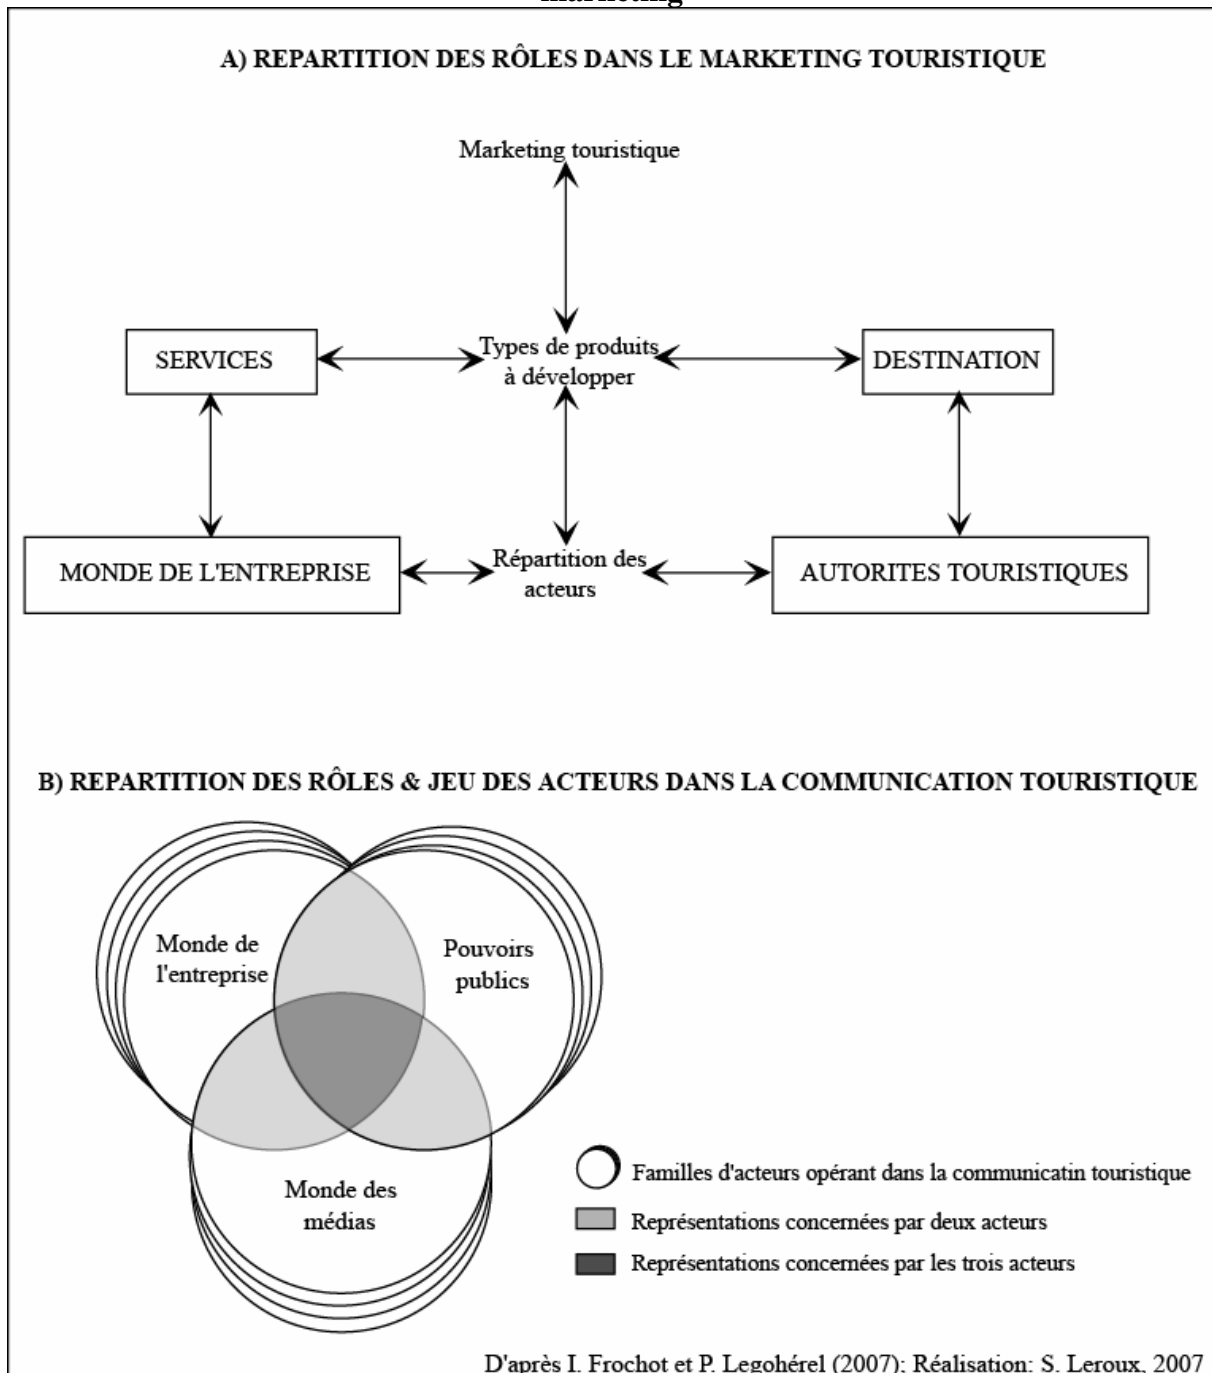 marketing
A) REPARTITION DES RÔLES DANS LE MARKETING TOURISTIQUE
Marketing touristique
SERVICES
Types de produits
à développer
DESTINATION
MONDE DE L'ENTREPRISE
Répartition des
acteurs
AUTORITES TOURISTIQUES
B) REPARTITION DES RÔLES & JEU DES ACTEURS DANS LA COMMUNICATION TOURISTIQUE
Monde de
l'entreprise
Pouvoirs
publics
Monde des
médias
Familles d'acteurs opérant dans la communicatin touristique
Représentations concernées par deux acteurs
Représentations concernées par les trois acteurs
D'après I. Frochot et P. Legohérel (2007); Réalisation: S. Leroux, 2007